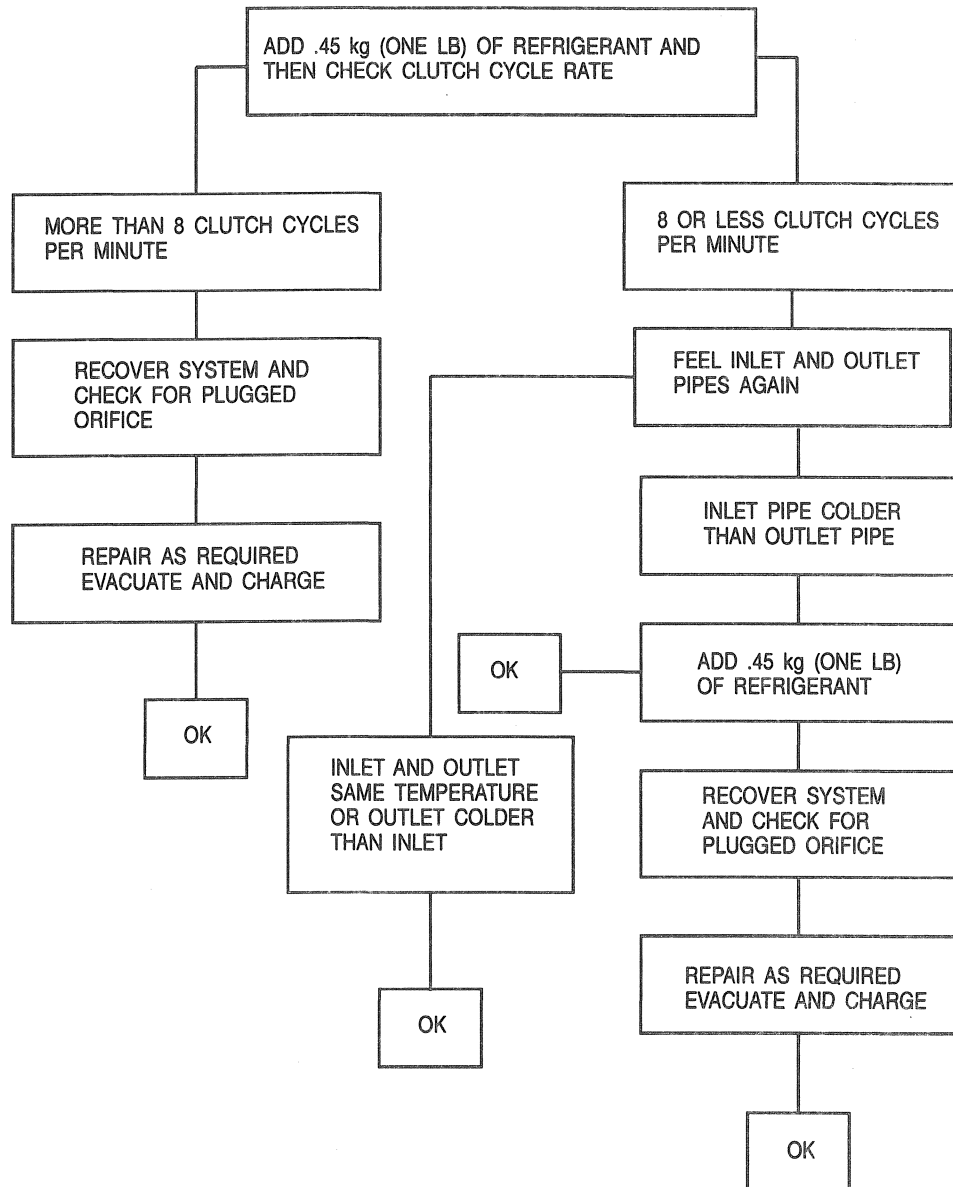 ADD .45 kg (ONE LB) OF REFRIGERANT AND
THEN CHECK CLUTCH CYCLE RATE
MORE THAN 8 CLUTCH CYCLES
PER MINUTE
8 OR LESS CLUTCH CYCLES
PER MINUTE
RECOVER SYSTEM AND
CHECK FOR PLUGGED
ORIFICE
FEEL INLET AND OUTLET
PIPES AGAIN
INLET PIPE COLDER
THAN OUTLET PIPE
REPAIR AS REQUIRED
EVACUATE AND CHARGE
OK
ADD .45 kg (ONE LB)
OF REFRIGERANT
OK
INLET AND OUTLET
SAME TEMPERATURE
OR OUTLET COLDER
THAN INLET
RECOVER SYSTEM
AND CHECK FOR
PLUGGED ORIFICE
REPAIR AS REQUIRED
EVACUATE AND CHARGE
OK
OK